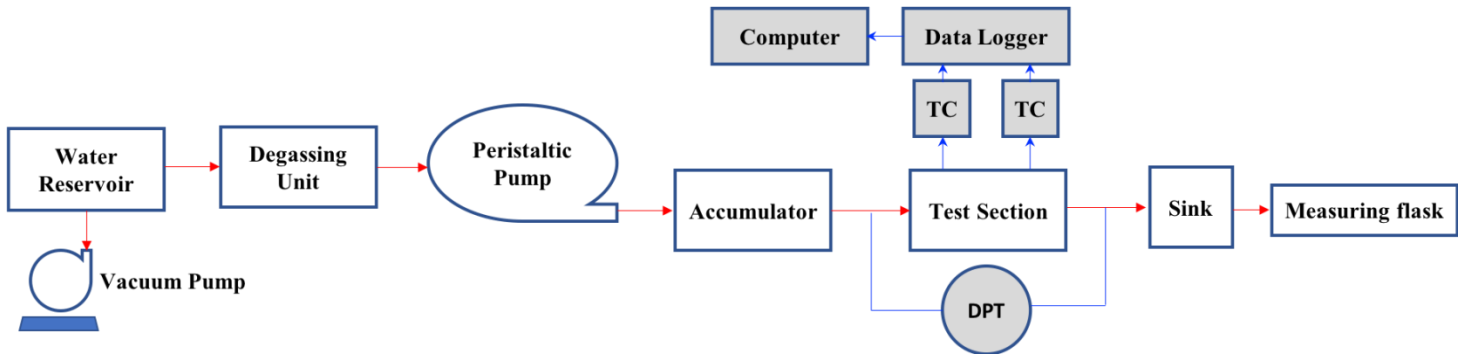 Computer
Data Logger
TC
TC
Water
Reservoir
Degassing
Unit
Peristaltic
Pump
Accumulator
Test Section
Sink
Measuring flask
Vacuum Pump
DPT